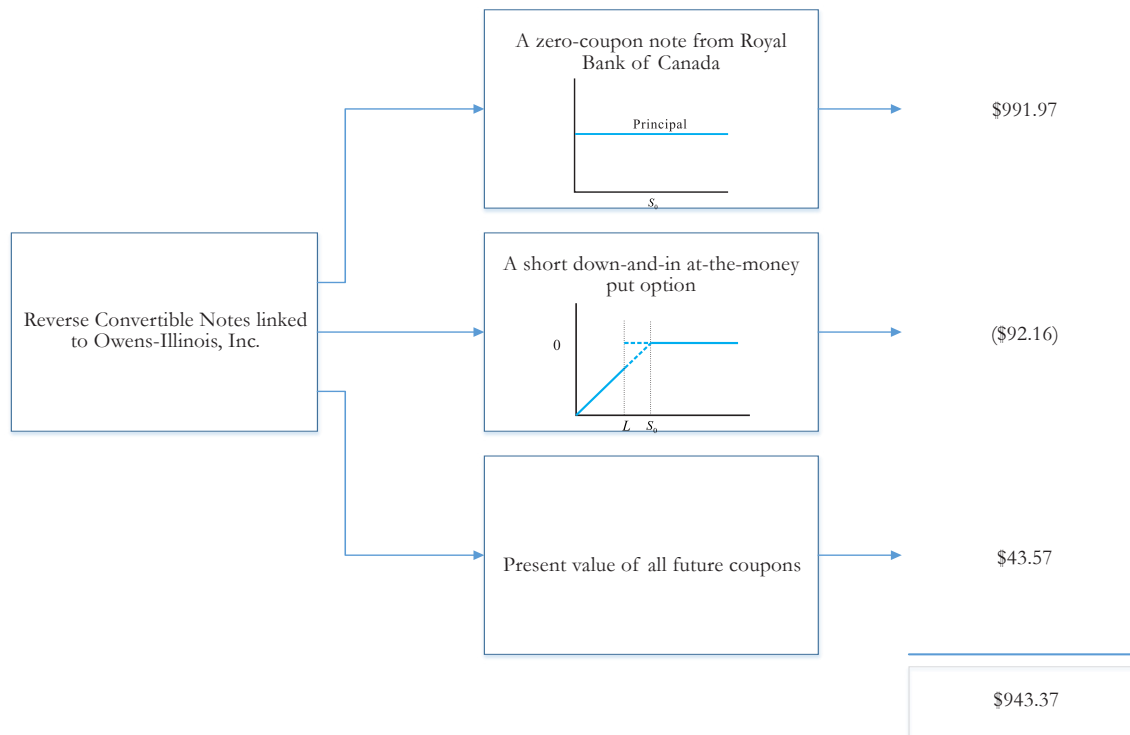 A zero-coupon note from Royal
Bank of Canada
Principal
S₀
$991.97
Reverse Convertible Notes linked
to Owens-Illinois, Inc.
A short down-and-in at-the-money
put option
0
L S₀
($92.16)
Present value of all future coupons
$43.57
$943.37